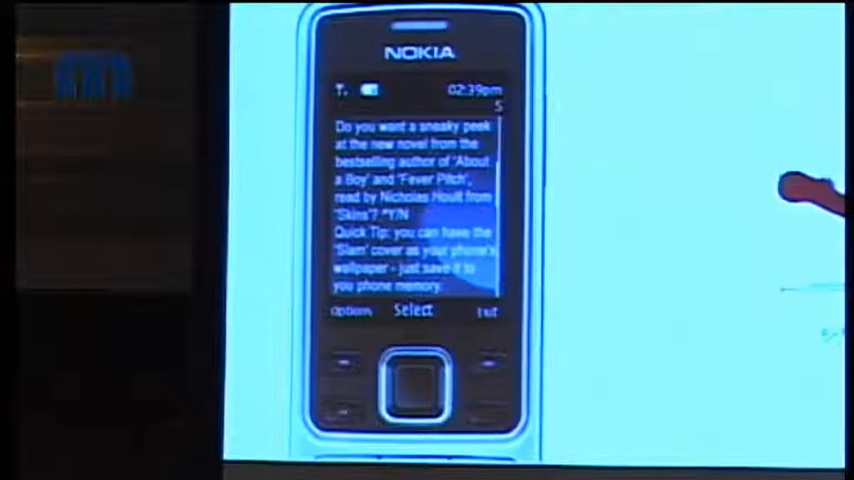 NOKIA
02:39pm
5
Do you want a sneaky peek
at the new novel from the
bestselling author of 'About
a Boy' and 'Fever Pitch',
read by Nicholas Hoult from
'Skins'? *Y/N
Quick Tip: you can have the
'Slam' cover as your phone's
wallpaper - just save it to
you phone memory.
Options Select Exit